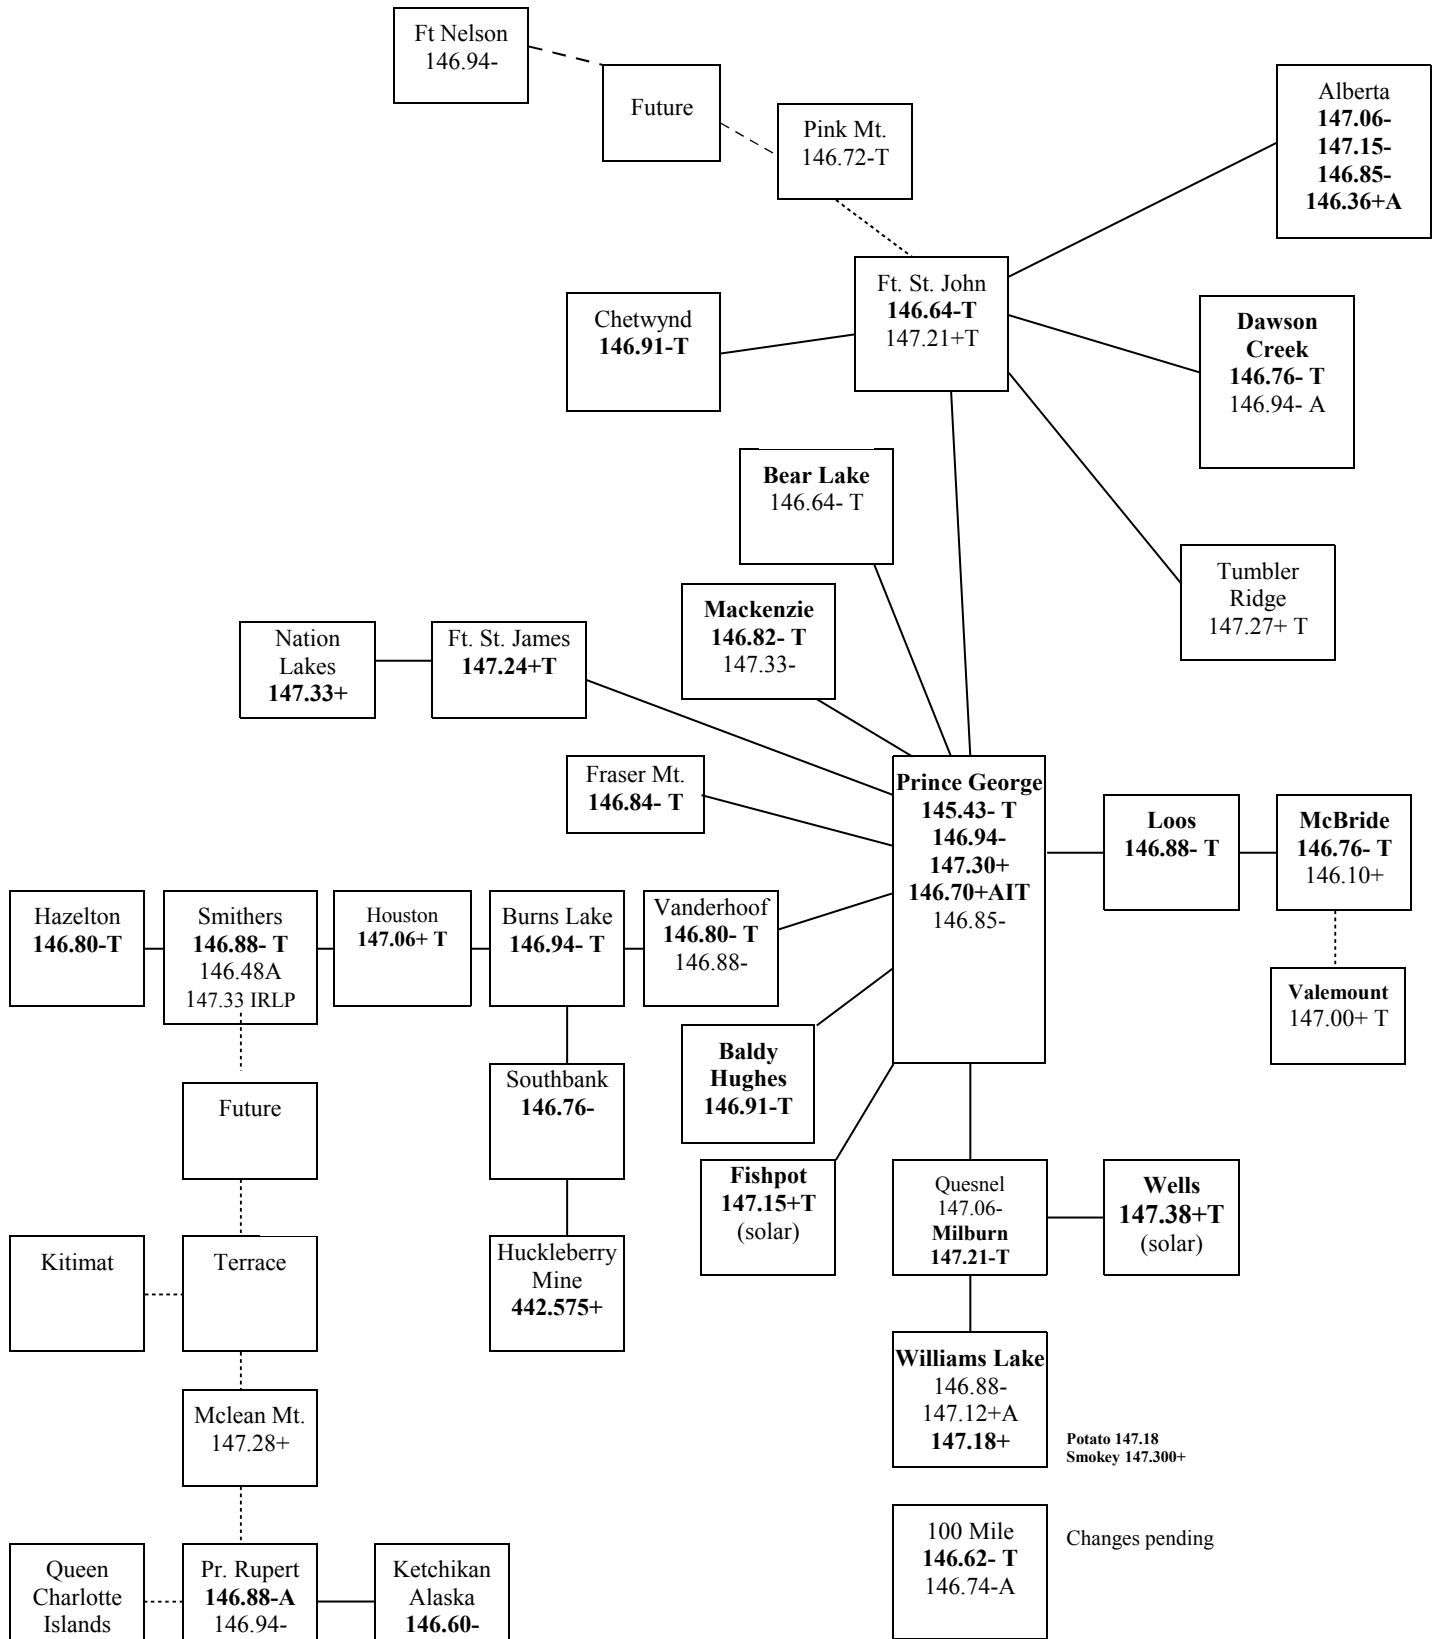 Ft Nelson
146.94-
Future
Pink Mt.
146.72-T
Alberta
147.06-
147.15-
146.85-
146.36+A
Ft. St. John
146.64-T
147.21+T
Chetwynd
146.91-T
Dawson
Creek
146.76- T
146.94- A
Bear Lake
146.64- T
Tumbler
Ridge
147.27+ T
Mackenzie
146.82- T
147.33-
Nation
Lakes
147.33+
Ft. St. James
147.24+T
Fraser Mt.
146.84- T
Prince George
145.43- T
146.94-
147.30+
146.70+AIT
146.85-
Loos
146.88- T
McBride
146.76- T
146.10+
Hazelton
146.80-T
Smithers
146.88- T
146.48A
147.33 IRLP
Houston
147.06+ T
Burns Lake
146.94- T
Vanderhoof
146.80- T
146.88-
Valemount
147.00+ T
Baldy
Hughes
146.91-T
Southbank
146.76-
Future
Fishpot
147.15+T
(solar)
Quesnel
147.06-
Milburn
147.21-T
Wells
147.38+T
(solar)
Kitimat
Terrace
Huckleberry
Mine
442.575+
Williams Lake
146.88-
147.12+A
147.18+
Potato 147.18
Smokey 147.300+
Mclean Mt.
147.28+
100 Mile
146.62- T
146.74-A
Changes pending
Queen
Charlotte
Islands
Pr. Rupert
146.88-A
146.94-
Ketchikan
Alaska
146.60-